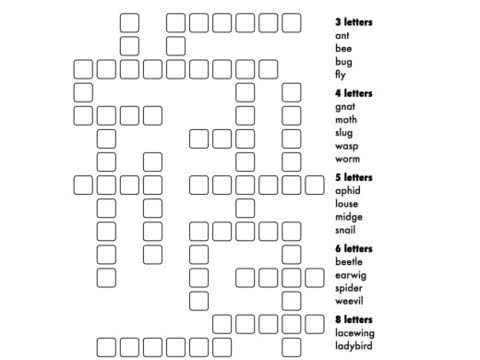 3 letters
ant
bee
bug
fly
4 letters
gnat
moth
slug
wasp
worm
5 letters
aphid
louse
midge
snail
6 letters
beetle
earwig
spider
weevil
8 letters
lacewing
ladybird